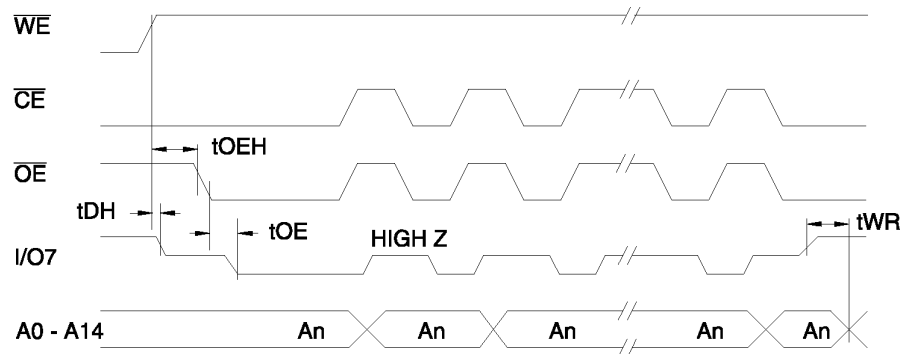 WE
CE
tOEH
OE
tDH
tOE
HIGH Z
tWR
I/O7
A0 - A14 An An An An An